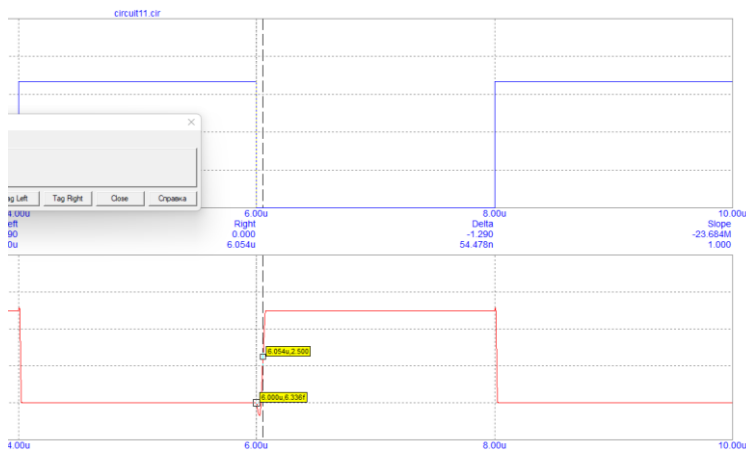 circuit11.cir
ag Left Tag Right Close Справка
4.00u 6.00u 8.00u 10.00u
eft Right Delta Slope
90 0.000 -1.290 -23.684M
0u 6.054u 54.478n 1.000
6.054u,2.500
6.000u,6.336f
4.00u 6.00u 8.00u 10.00u